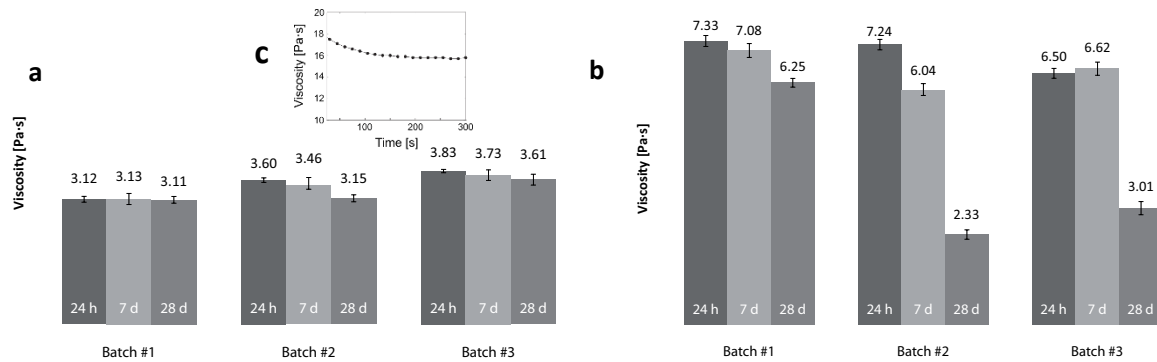 a
Viscosity [Pa·s]
3.12
3.13
3.11
24 h
7 d
28 d
Batch #1
3.60
3.46
3.15
24 h
7 d
28 d
Batch #2
3.83
3.73
3.61
24 h
7 d
28 d
Batch #3
c
Viscosity [Pa·s]
20
18
16
14
12
10
100
200
300
Time [s]
b
Viscosity [Pa·s]
7.33
7.08
6.25
24 h
7 d
28 d
Batch #1
7.24
6.04
2.33
24 h
7 d
28 d
Batch #2
6.50
6.62
3.01
24 h
7 d
28 d
Batch #3